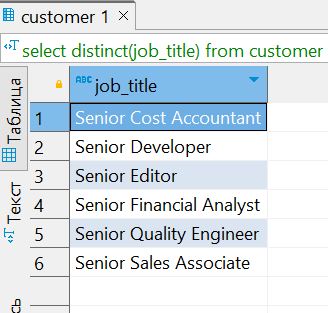 customer 1
select distinct(job_title) from customer
Таблица
Текст
ABC job_title
1 Senior Cost Accountant
2 Senior Developer
3 Senior Editor
4 Senior Financial Analyst
5 Senior Quality Engineer
6 Senior Sales Associate